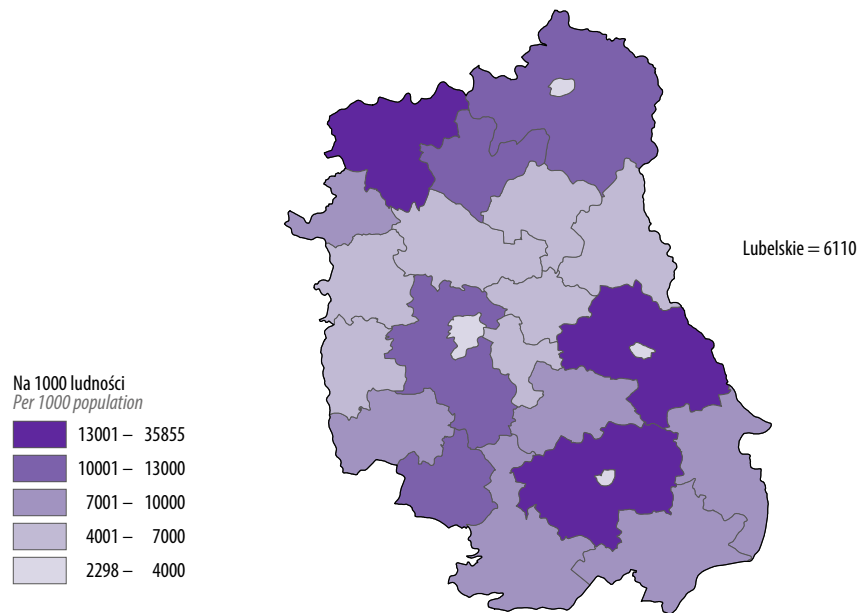 Lubelskie = 6110
Na 1000 ludności
Per 1000 population
13001 – 35855
10001 – 13000
7001 – 10000
4001 – 7000
2298 – 4000